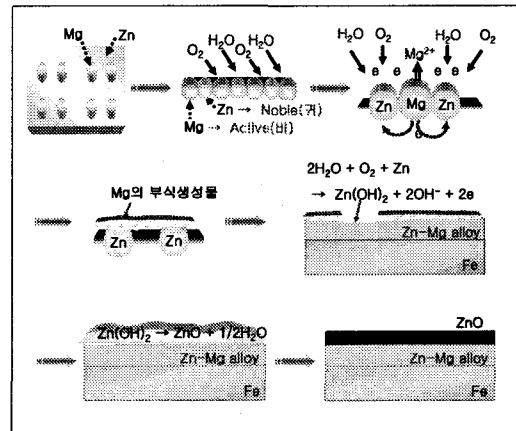 Mg Zn
H2O H2O
O2 O2
Zn → Noble(귀)
Mg → Active(비)
H2O O2 Mg2+ H2O O2
e e e e
Zn Mg Zn
e
Mg의 부식생성물
Zn Zn
2H2O + O2 + Zn
→ Zn(OH)2 + 2OH- + 2e
Zn-Mg alloy
Fe
Zn(OH)2 → ZnO + 1/2H2O
Zn-Mg alloy
Fe
ZnO
Zn-Mg alloy
Fe